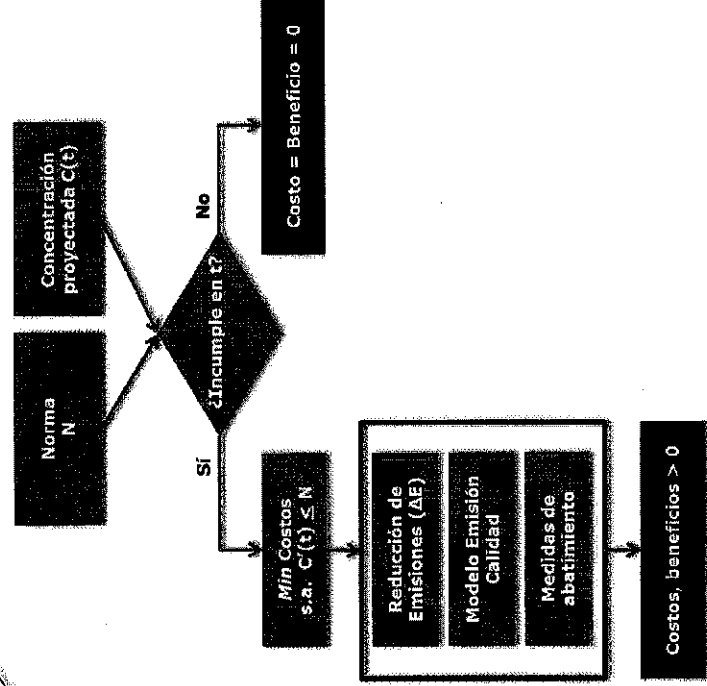 Norma
N
Concentración
proyectada C(t)
¿Incumple en t?
Sí
No
Min Costos
s.a. C´(t) ≤ N
Costo = Beneficio = 0
Reducción de
Emisiones (ΔE)
Modelo Emisión
Calidad
Medidas de
abatimiento
Costos, beneficios > 0